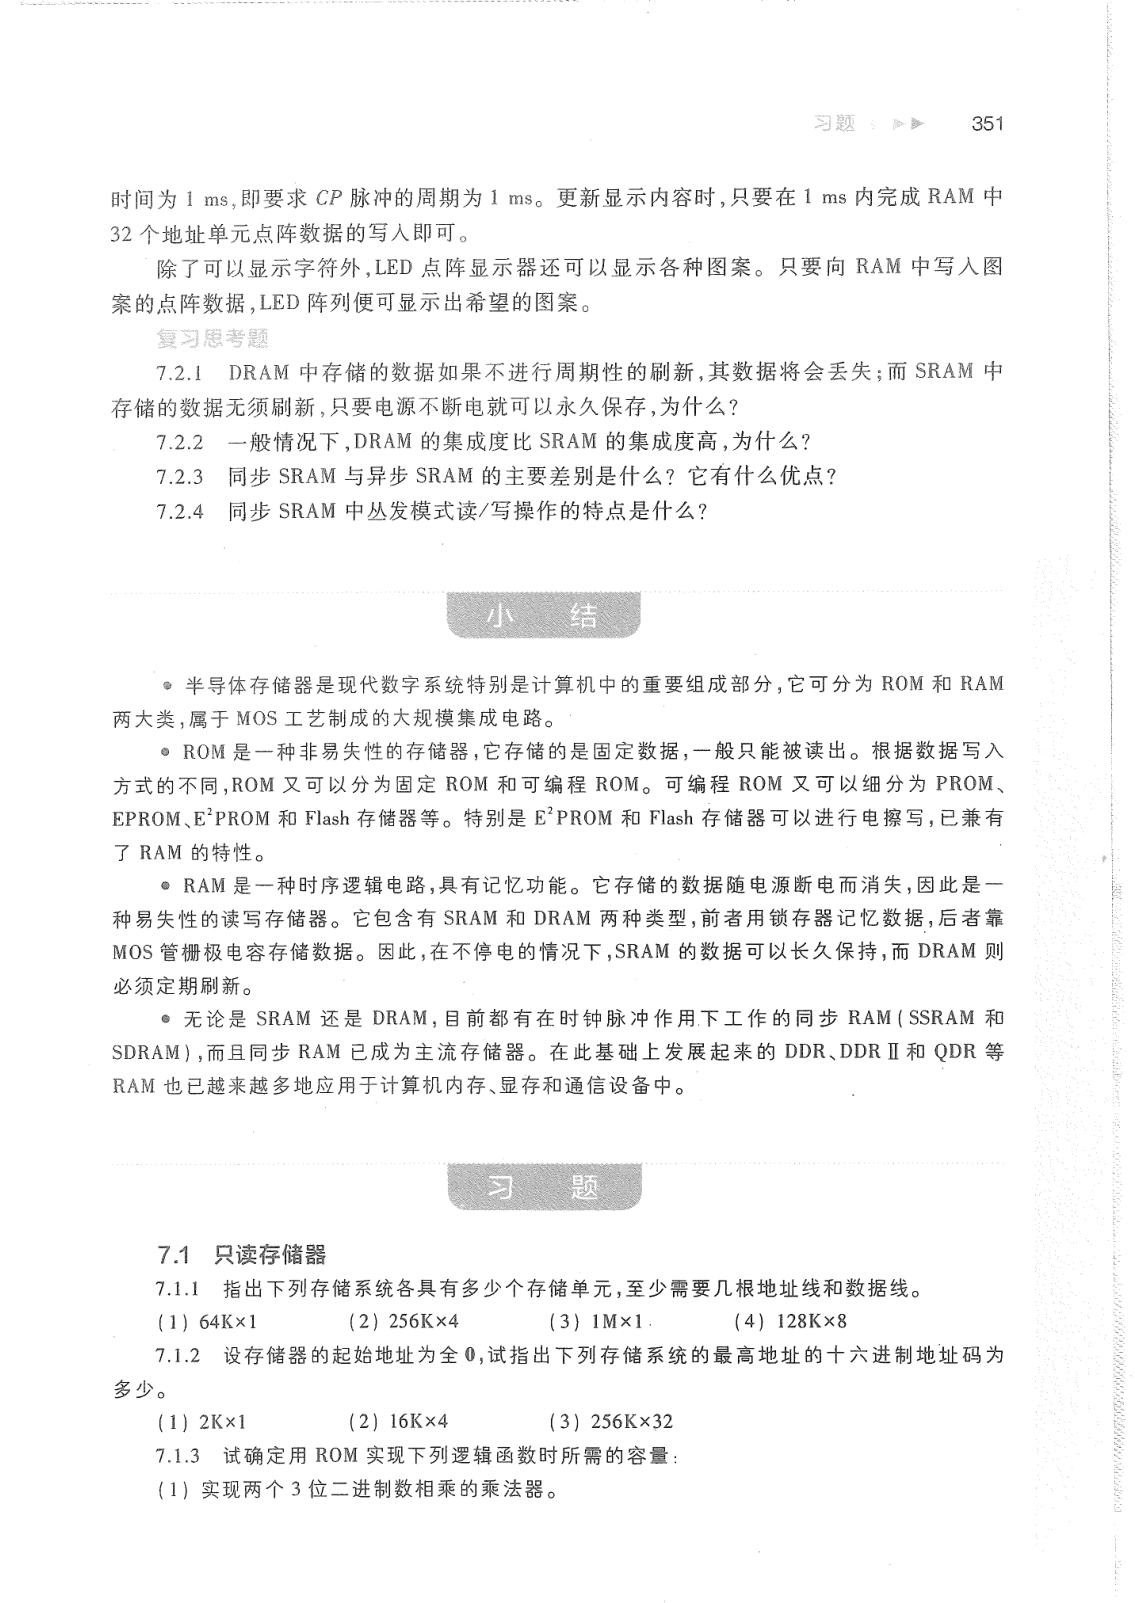 习题 ▶▶ 351
时间为 1 ms,即要求 CP 脉冲的周期为 1 ms。更新显示内容时,只要在 1 ms 内完成 RAM 中
32 个地址单元点阵数据的写入即可。
除了可以显示字符外,LED 点阵显示器还可以显示各种图案。只要向 RAM 中写入图
案的点阵数据,LED 阵列便可显示出希望的图案。
复习思考题
7.2.1 DRAM 中存储的数据如果不进行周期性的刷新,其数据将会丢失;而 SRAM 中
存储的数据无须刷新,只要电源不断电就可以永久保存,为什么?
7.2.2 一般情况下,DRAM 的集成度比 SRAM 的集成度高,为什么?
7.2.3 同步 SRAM 与异步 SRAM 的主要差别是什么? 它有什么优点?
7.2.4 同步 SRAM 中丛发模式读/写操作的特点是什么?
小 结
● 半导体存储器是现代数字系统特别是计算机中的重要组成部分,它可分为 ROM 和 RAM
两大类,属于 MOS 工艺制成的大规模集成电路。
● ROM 是一种非易失性的存储器,它存储的是固定数据,一般只能被读出。根据数据写入
方式的不同,ROM 又可以分为固定 ROM 和可编程 ROM。可编程 ROM 又可以细分为 PROM、
EPROM、E²PROM 和 Flash 存储器等。特别是 E²PROM 和 Flash 存储器可以进行电擦写,已兼有
了 RAM 的特性。
● RAM 是一种时序逻辑电路,具有记忆功能。它存储的数据随电源断电而消失,因此是一
种易失性的读写存储器。它包含有 SRAM 和 DRAM 两种类型,前者用锁存器记忆数据,后者靠
MOS 管栅极电容存储数据。因此,在不停电的情况下,SRAM 的数据可以长久保持,而 DRAM 则
必须定期刷新。
● 无论是 SRAM 还是 DRAM,目前都有在时钟脉冲作用下工作的同步 RAM(SSRAM 和
SDRAM),而且同步 RAM 已成为主流存储器。在此基础上发展起来的 DDR、DDR Ⅱ 和 QDR 等
RAM 也已越来越多地应用于计算机内存、显存和通信设备中。
习 题
7.1 只读存储器
7.1.1 指出下列存储系统各具有多少个存储单元,至少需要几根地址线和数据线。
(1) 64K×1 (2) 256K×4 (3) 1M×1 (4) 128K×8
7.1.2 设存储器的起始地址为全 0,试指出下列存储系统的最高地址的十六进制地址码为
多少。
(1) 2K×1 (2) 16K×4 (3) 256K×32
7.1.3 试确定用 ROM 实现下列逻辑函数时所需的容量:
(1) 实现两个 3 位二进制数相乘的乘法器。